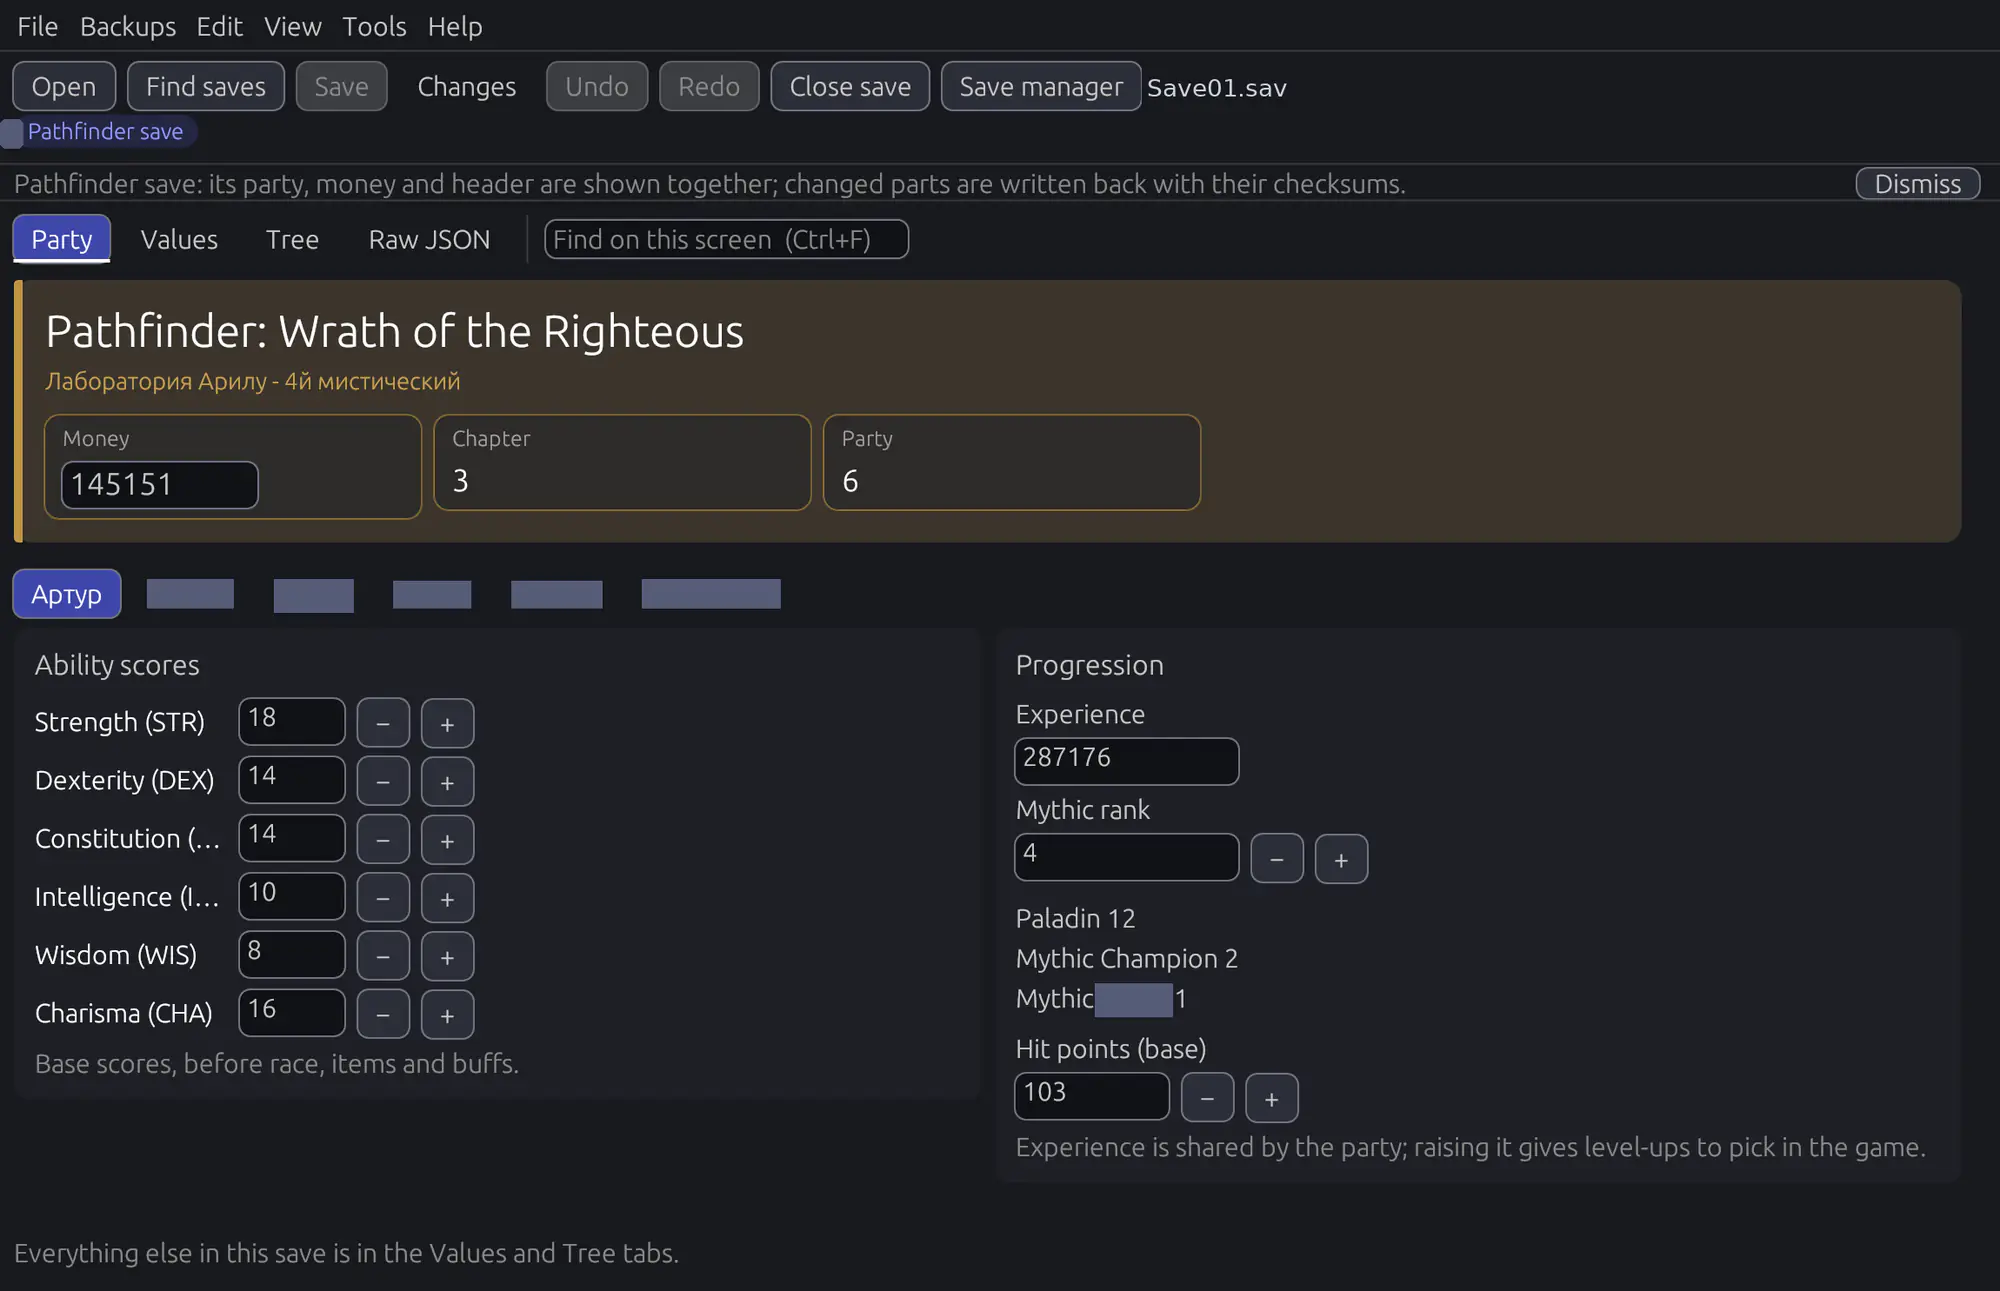 File Backups Edit View Tools Help
Open Find saves Save Changes Undo Redo Close save Save manager Save01.sav
Pathfinder save
Pathfinder save: its party, money and header are shown together; changed parts are written back with their checksums. Dismiss
Party Values Tree Raw JSON Find on this screen (Ctrl+F)
Pathfinder: Wrath of the Righteous
Лаборатория Арилу - 4й мистический
Money Chapter Party
145151 3 6
Артур
Ability scores
Strength (STR) 18 − +
Dexterity (DEX) 14 − +
Constitution (... 14 − +
Intelligence (I... 10 − +
Wisdom (WIS) 8 − +
Charisma (CHA) 16 − +
Base scores, before race, items and buffs.
Progression
Experience
287176
Mythic rank
4 − +
Paladin 12
Mythic Champion 2
Mythic 1
Hit points (base)
103 − +
Experience is shared by the party; raising it gives level-ups to pick in the game.
Everything else in this save is in the Values and Tree tabs.